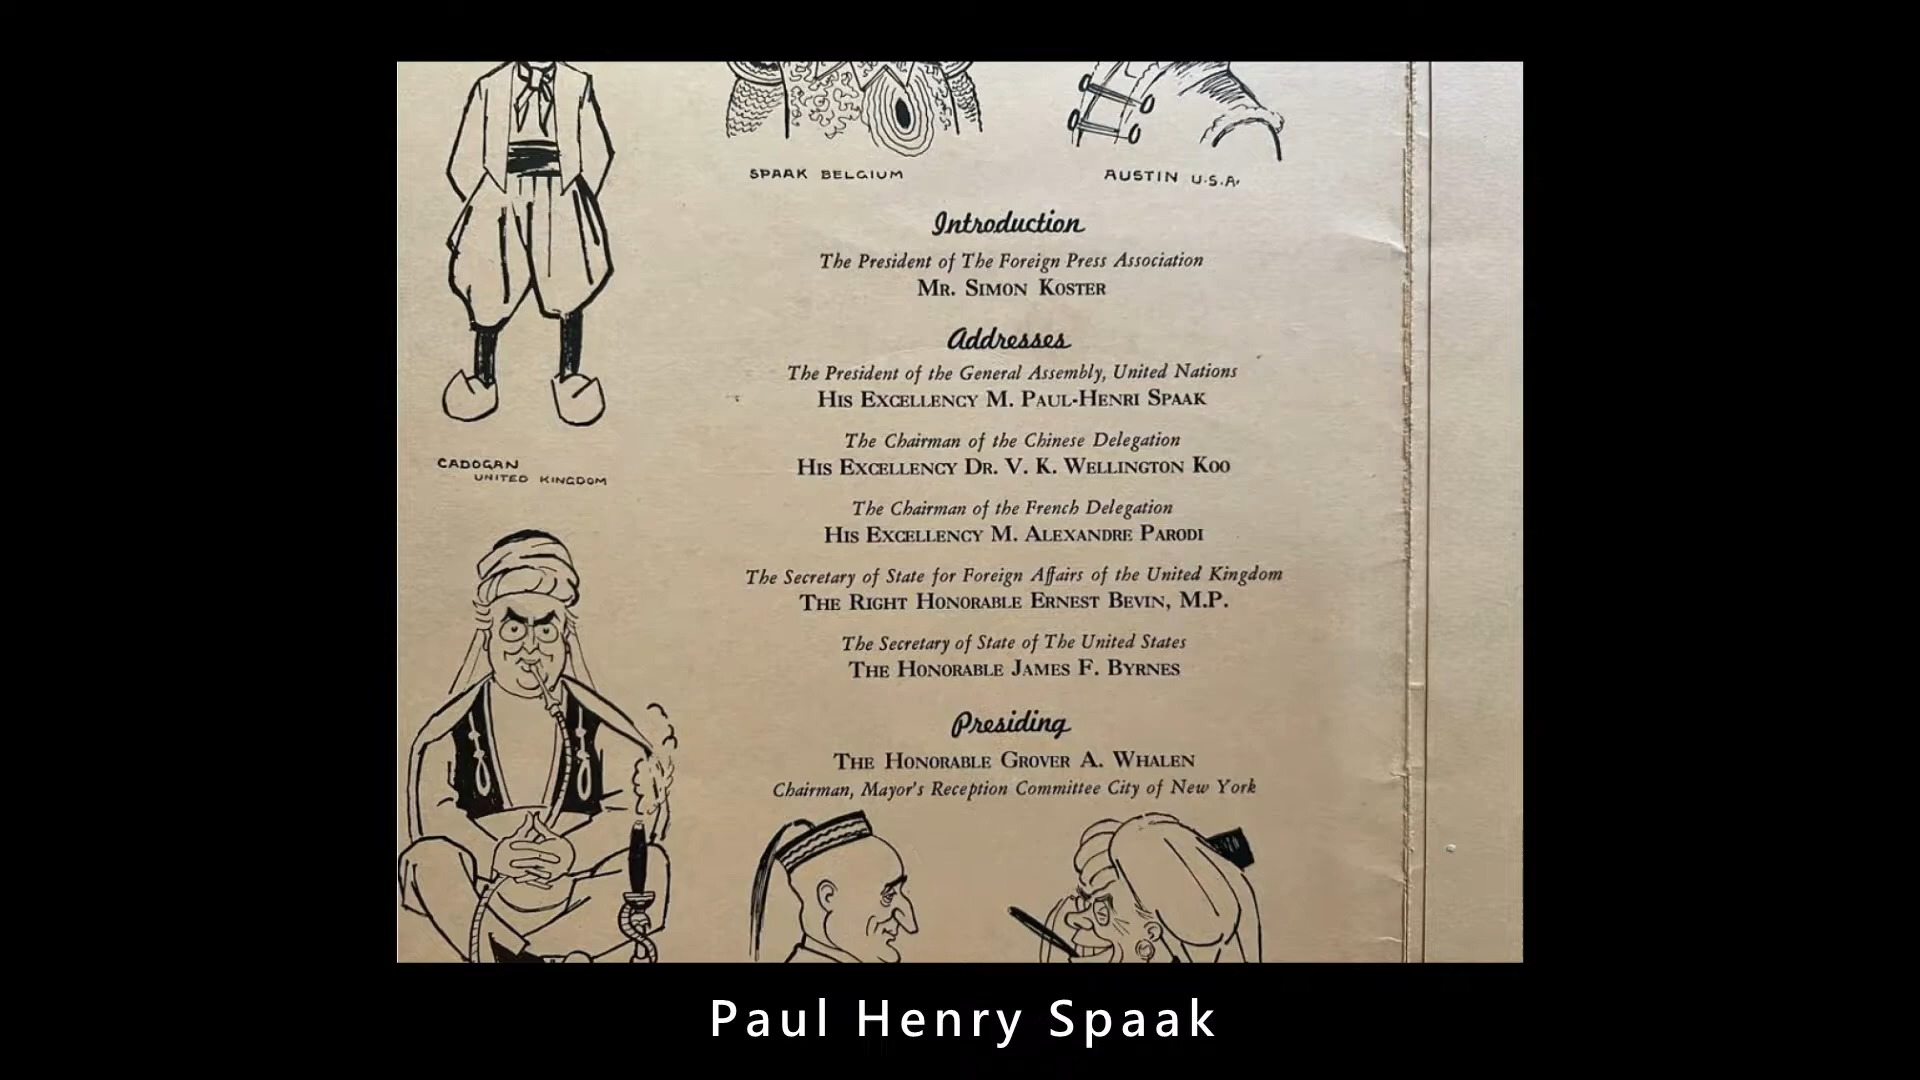 SPAAK BELGIUM
AUSTIN U.S.A.
Introduction
The President of The Foreign Press Association
MR. SIMON KOSTER
Addresses
The President of the General Assembly, United Nations
HIS EXCELLENCY M. PAUL-HENRI SPAAK
The Chairman of the Chinese Delegation
HIS EXCELLENCY DR. V. K. WELLINGTON KOO
CADOGAN
UNITED KINGDOM
The Chairman of the French Delegation
HIS EXCELLENCY M. ALEXANDRE PARODI
The Secretary of State for Foreign Affairs of the United Kingdom
THE RIGHT HONORABLE ERNEST BEVIN, M.P.
The Secretary of State of The United States
THE HONORABLE JAMES F. BYRNES
Presiding
THE HONORABLE GROVER A. WHALEN
Chairman, Mayor's Reception Committee City of New York
Paul Henry Spaak